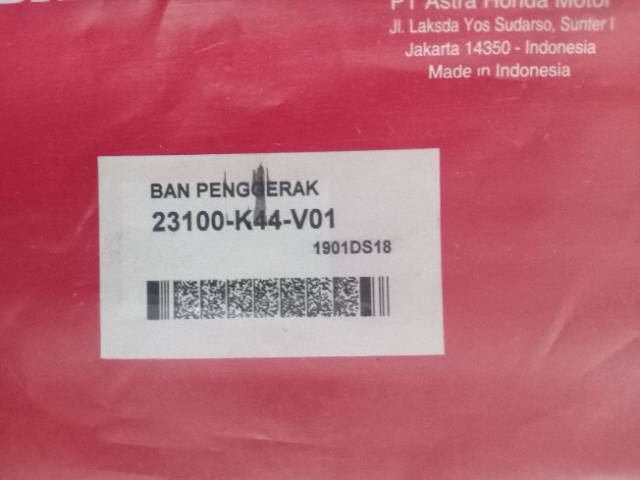 PT Astra Honda Motor
Jl. Laksda Yos Sudarso, Sunter I
Jakarta 14350 - Indonesia
Made in Indonesia
BAN PENGGERAK
23100-K44-V01
1901DS18